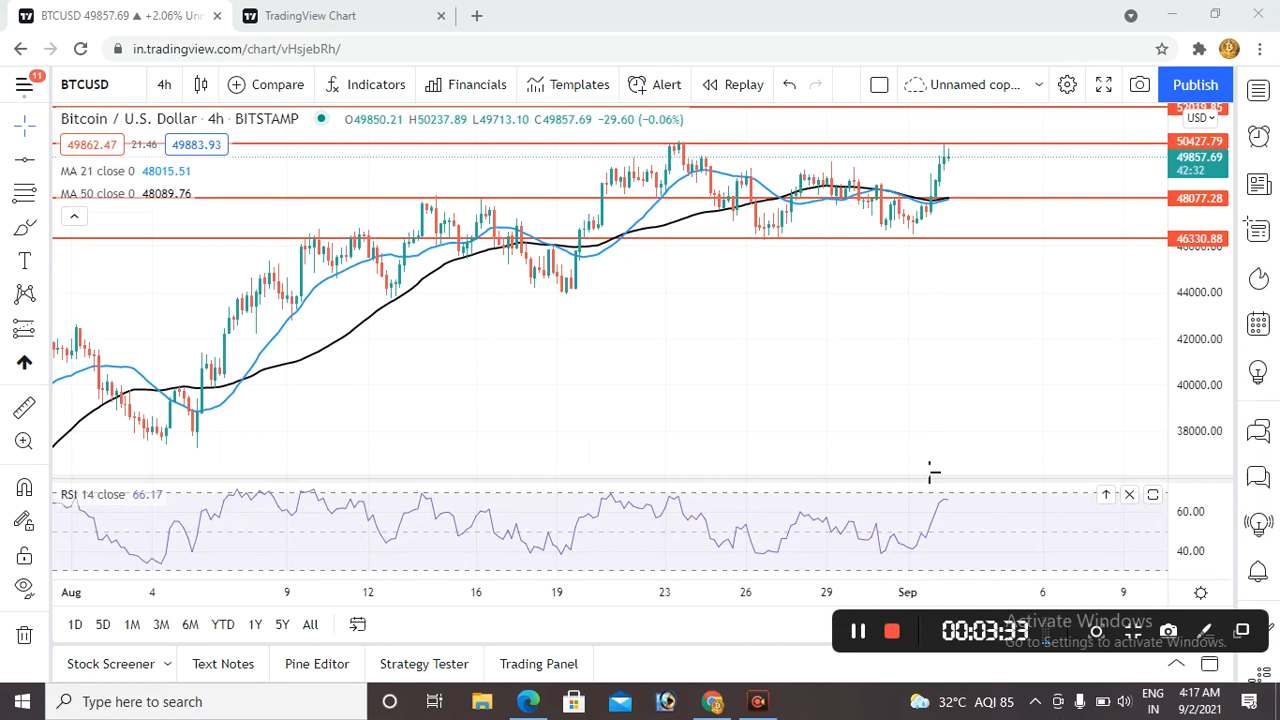 BTCUSD 49857.69 ▲ +2.06% Unn
TradingView Chart
in.tradingview.com/chart/vHsjebRh/
11
BTCUSD 4h Compare Indicators Financials Templates Alert Replay Unnamed cop... Publish
Bitcoin / U.S. Dollar · 4h · BITSTAMP O49850.21 H50237.89 L49713.10 C49857.69 −29.60 (−0.06%)
49862.47 21.46 49883.93
MA 21 close 0 48015.51
MA 50 close 0 48089.76
52019.85
USD
50427.79
49857.69
42:32
48077.28
46330.88
46000.00
44000.00
42000.00
40000.00
38000.00
RSI 14 close 66.17
60.00
40.00
Aug 4 9 12 16 19 23 26 29 Sep 6 9
1D 5D 1M 3M 6M YTD 1Y 5Y All
00:03:33
Activate Windows
Go to Settings to activate Windows.
Stock Screener Text Notes Pine Editor Strategy Tester Trading Panel
Type here to search
32°C AQI 85
ENG
IN
4:17 AM
9/2/2021